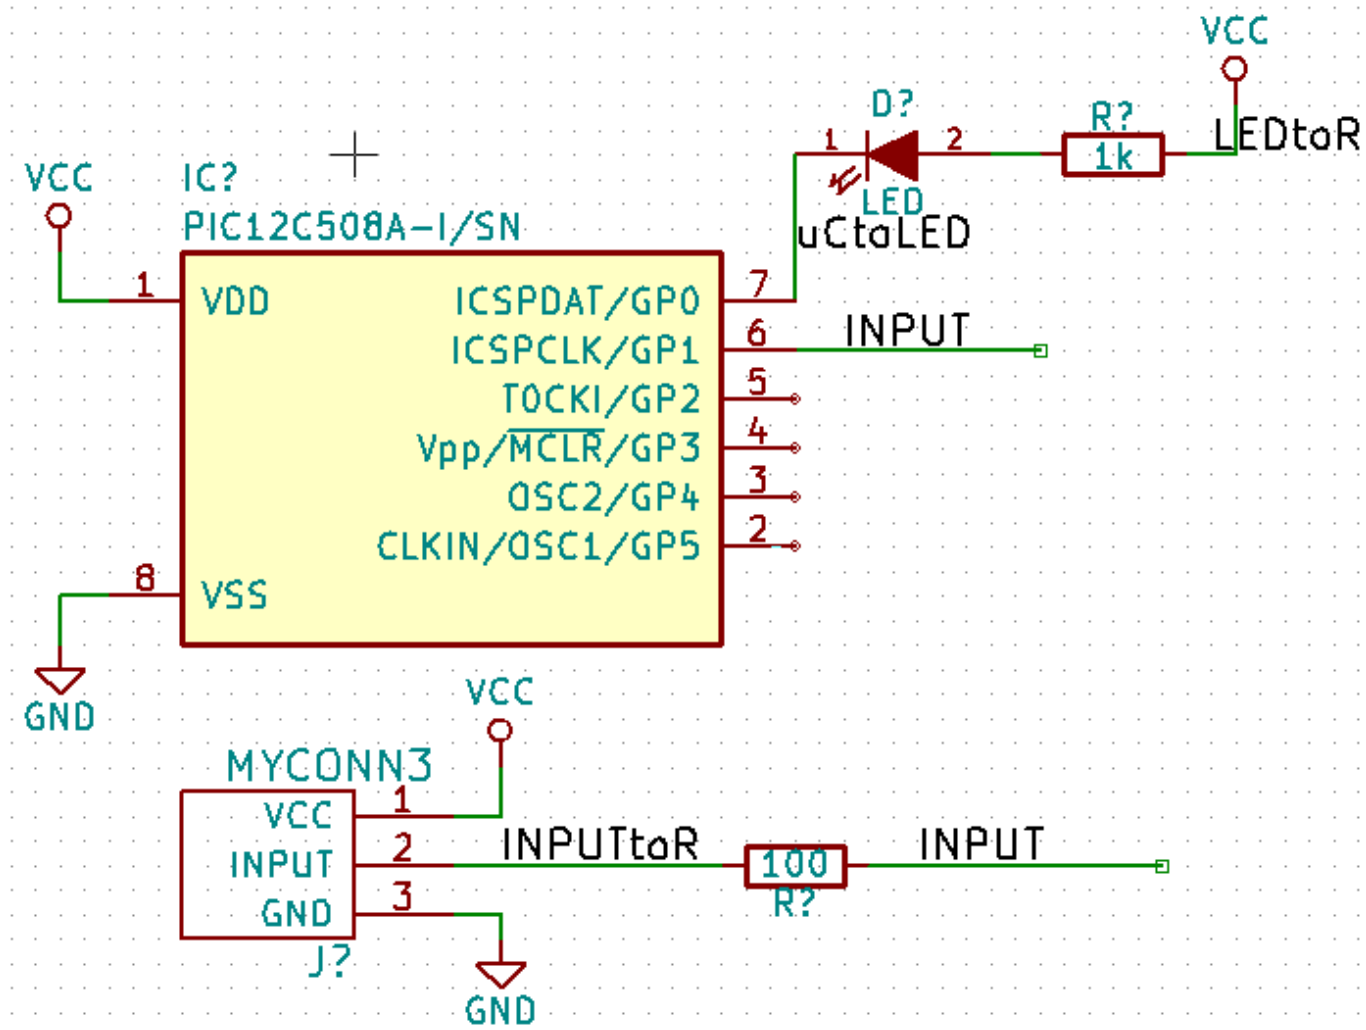 VCC
D?
R?
1
2
1k
LEDtoR
LED
uCtoLED
VCC
IC?
PIC12C508A-I/SN
1
VDD
ICSPDAT/GP0
7
ICSPCLK/GP1
6
INPUT
T0CKI/GP2
5
Vpp/MCLR/GP3
4
OSC2/GP4
3
CLKIN/OSC1/GP5
2
8
VSS
GND
VCC
MYCONN3
VCC
1
INPUT
2
INPUTtoR
100
INPUT
GND
3
R?
J?
GND